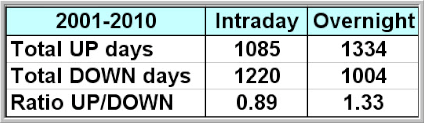 2001-2010 Intraday Overnight
Total UP days 1085 1334
Total DOWN days 1220 1004
Ratio UP/DOWN 0.89 1.33